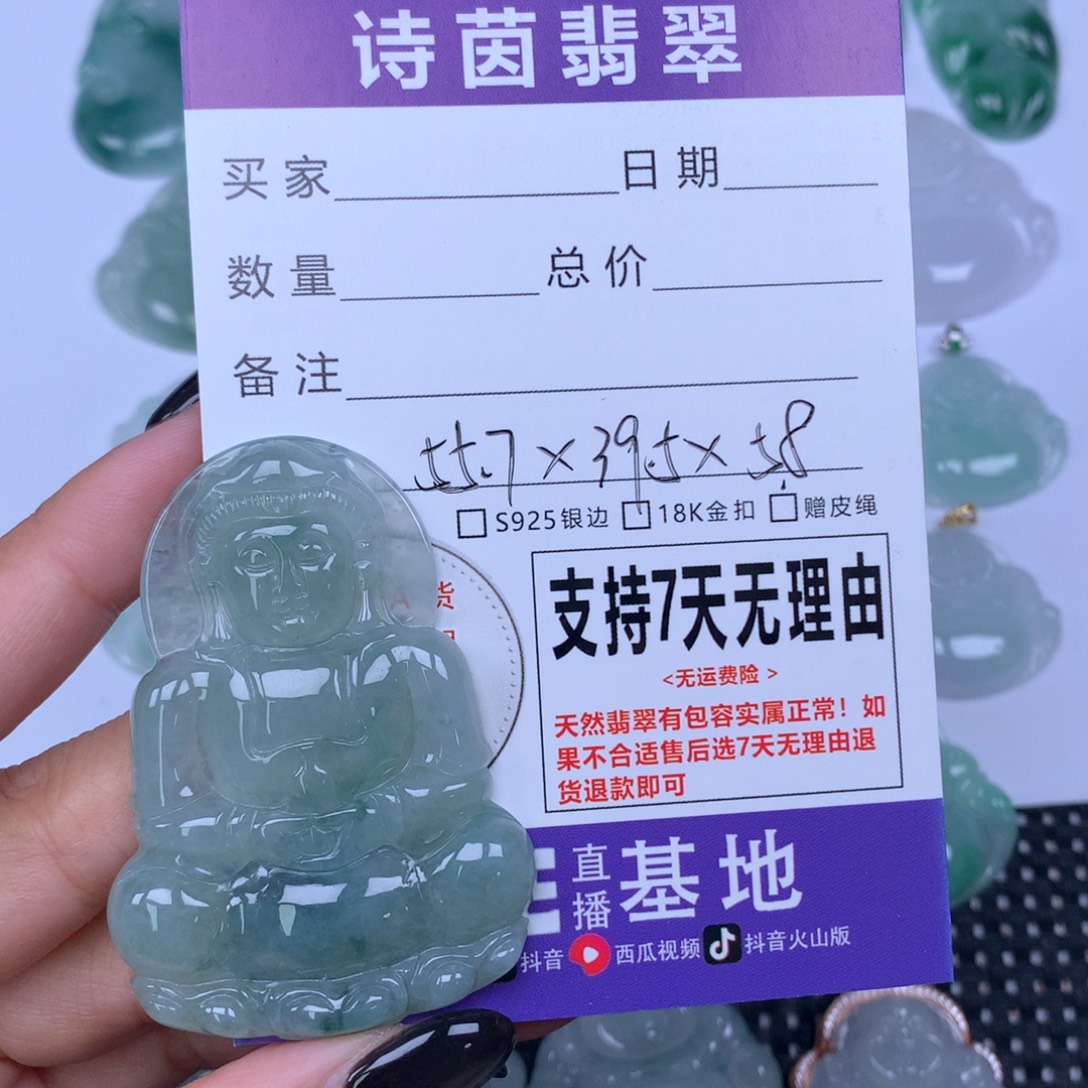 诗茵翡翠
买家 日期
数量 总价
备注
55.7×39.5×5.8
S925银边 18K金扣 赠皮绳
A 货
支持7天无理由
<无运费险>
天然翡翠有包容实属正常！如
果不合适售后选7天无理由退
货退款即可
直播基地
抖音 西瓜视频 抖音火山版